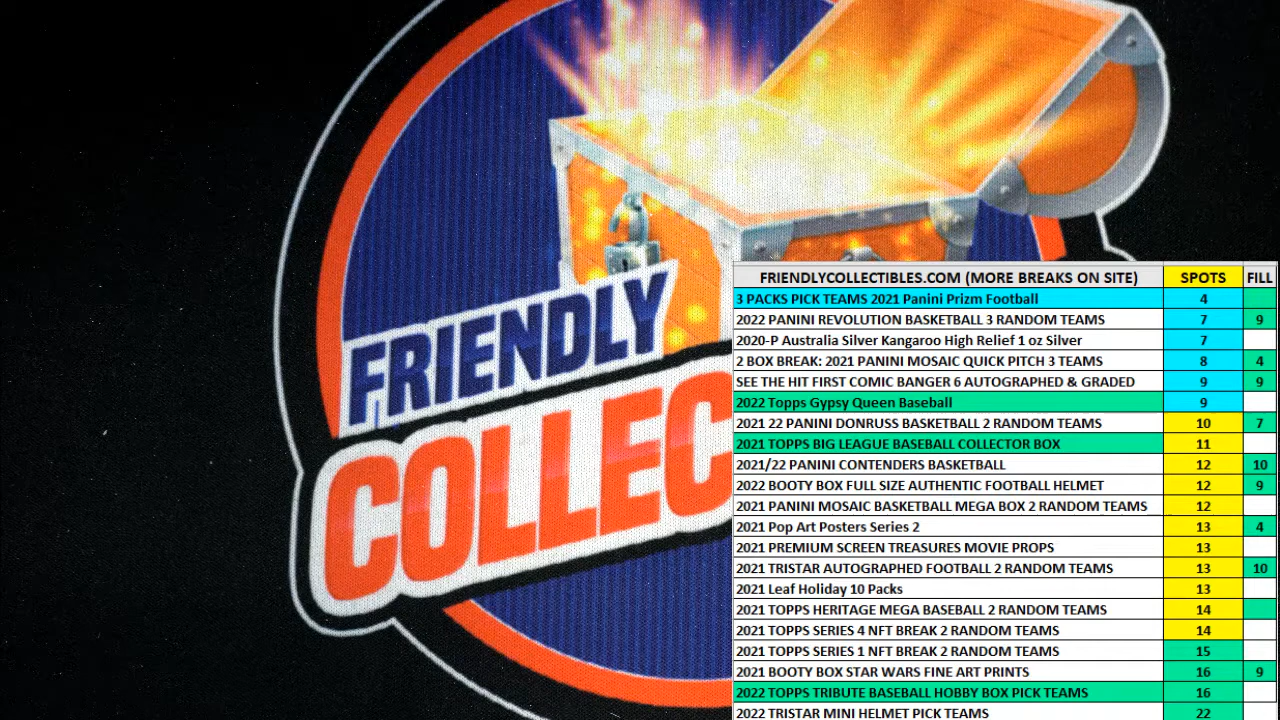 FRIENDLY
COLLEC
FRIENDLYCOLLECTIBLES.COM (MORE BREAKS ON SITE) SPOTS FILL
3 PACKS PICK TEAMS 2021 Panini Prizm Football 4
2022 PANINI REVOLUTION BASKETBALL 3 RANDOM TEAMS 7 9
2020-P Australia Silver Kangaroo High Relief 1 oz Silver 7
2 BOX BREAK: 2021 PANINI MOSAIC QUICK PITCH 3 TEAMS 8 4
SEE THE HIT FIRST COMIC BANGER 6 AUTOGRAPHED & GRADED 9 9
2022 Topps Gypsy Queen Baseball 9
2021 22 PANINI DONRUSS BASKETBALL 2 RANDOM TEAMS 10 7
2021 TOPPS BIG LEAGUE BASEBALL COLLECTOR BOX 11
2021/22 PANINI CONTENDERS BASKETBALL 12 10
2022 BOOTY BOX FULL SIZE AUTHENTIC FOOTBALL HELMET 12 9
2021 PANINI MOSAIC BASKETBALL MEGA BOX 2 RANDOM TEAMS 12
2021 Pop Art Posters Series 2 13 4
2021 PREMIUM SCREEN TREASURES MOVIE PROPS 13
2021 TRISTAR AUTOGRAPHED FOOTBALL 2 RANDOM TEAMS 13 10
2021 Leaf Holiday 10 Packs 13
2021 TOPPS HERITAGE MEGA BASEBALL 2 RANDOM TEAMS 14
2021 TOPPS SERIES 4 NFT BREAK 2 RANDOM TEAMS 14
2021 TOPPS SERIES 1 NFT BREAK 2 RANDOM TEAMS 15
2021 BOOTY BOX STAR WARS FINE ART PRINTS 16 9
2022 TOPPS TRIBUTE BASEBALL HOBBY BOX PICK TEAMS 16
2022 TRISTAR MINI HELMET PICK TEAMS 22